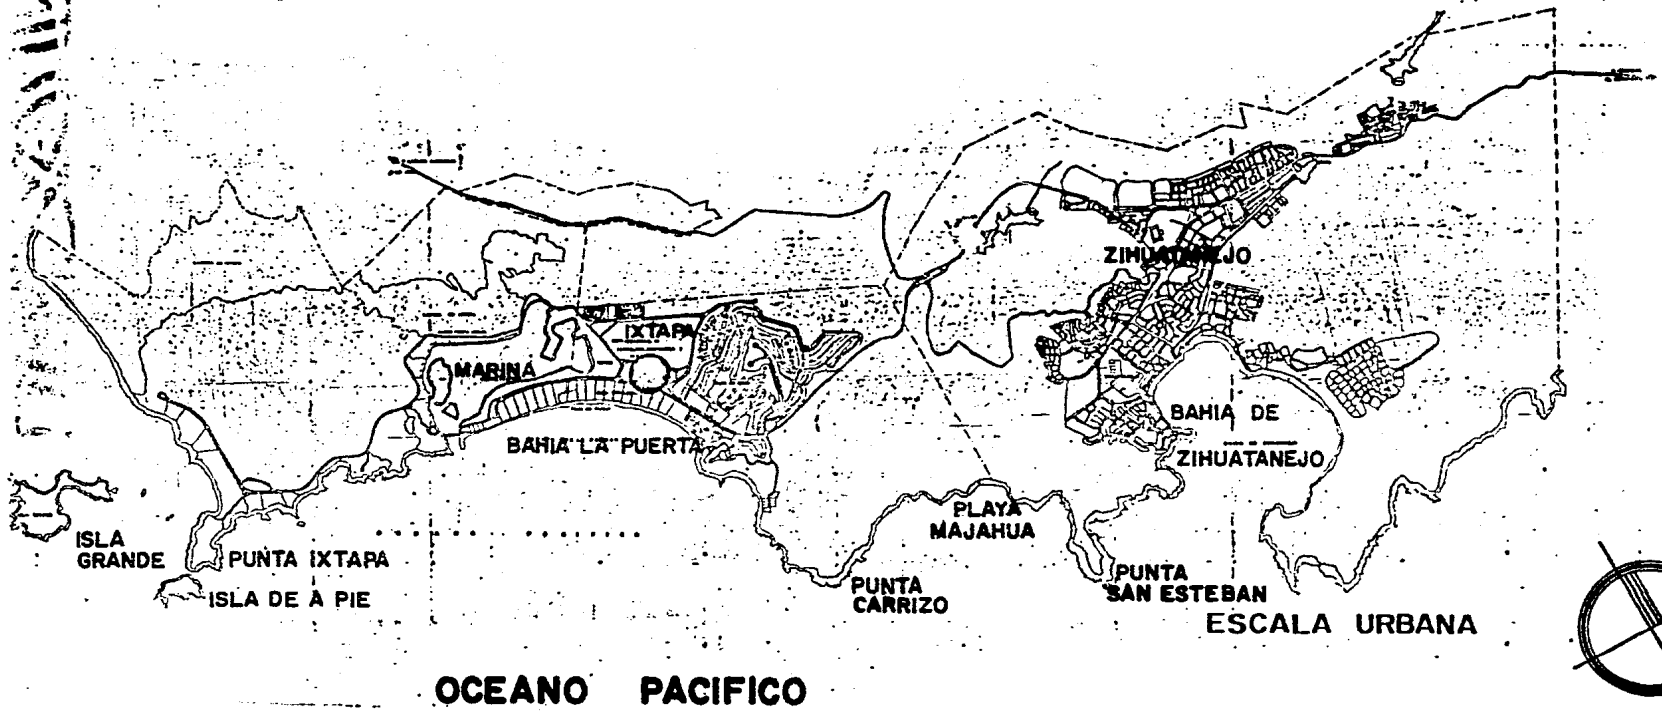 ZIHUATANEJO
IXTAPA
MARINA
BAHIA DE
ZIHUATANEJO
BAHIA LA PUERTA
PLAYA
MAJAHUA
ISLA
GRANDE
PUNTA IXTAPA
ISLA DE A PIE
PUNTA
CARRIZO
PUNTA
SAN ESTEBAN
ESCALA URBANA
OCEANO PACIFICO